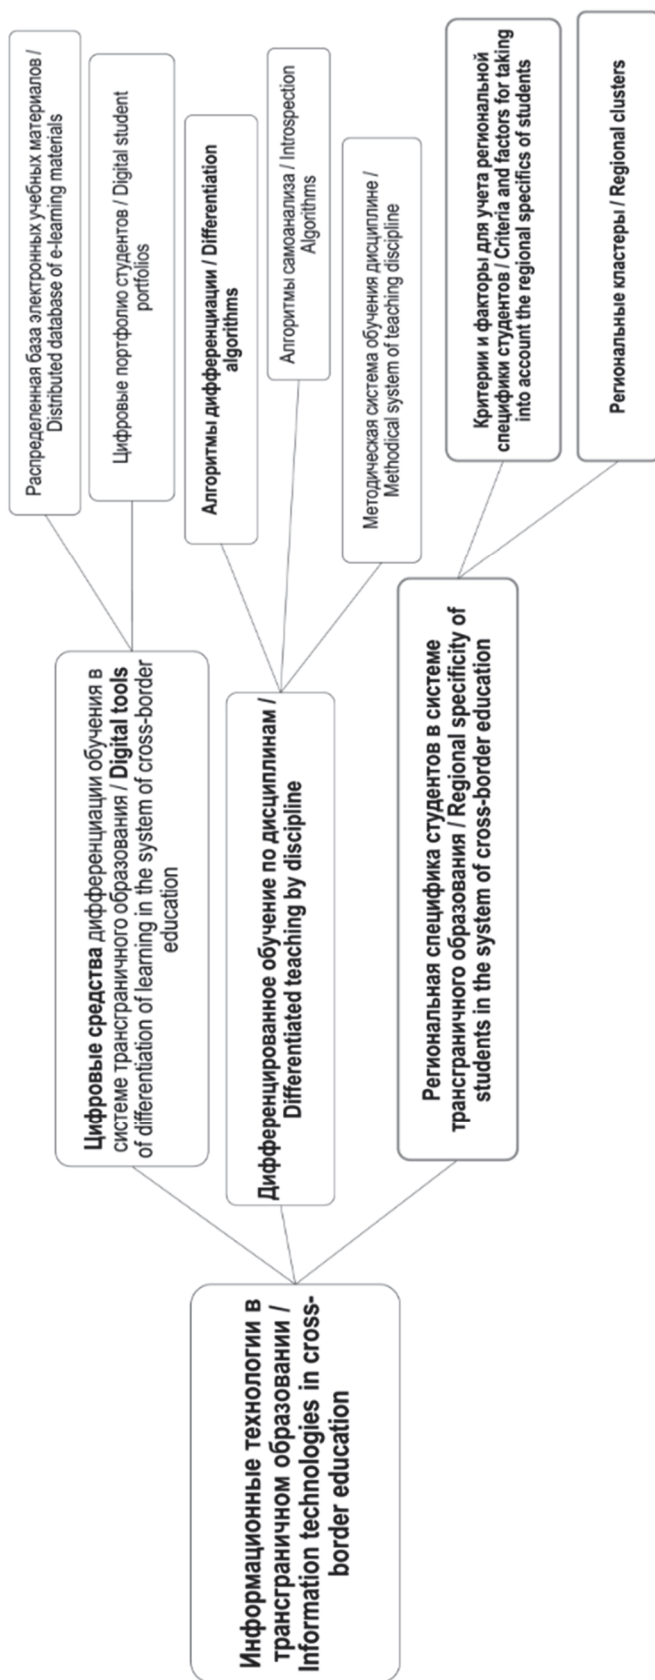 Информационные технологии в
трансграничном образовании /
Information technologies in cross-
border education
Цифровые средства дифференциации обучения в
системе трансграничного образования / Digital tools
of differentiation of learning in the system of cross-border
education
Распределенная база электронных учебных материалов /
Distributed database of e-learning materials
Цифровые портфолио студентов / Digital student
portfolios
Дифференцированное обучение по дисциплинам /
Differentiated teaching by discipline
Алгоритмы дифференциации / Differentiation
algorithms
Алгоритмы самоанализа / Introspection
Algorithms
Методическая система обучения дисциплине /
Methodical system of teaching discipline
Региональная специфика студентов в системе
трансграничного образования / Regional specificity of
students in the system of cross-border education
Критерии и факторы для учета региональной
специфики студентов / Criteria and factors for taking
into account the regional specifics of students
Региональные кластеры / Regional clusters